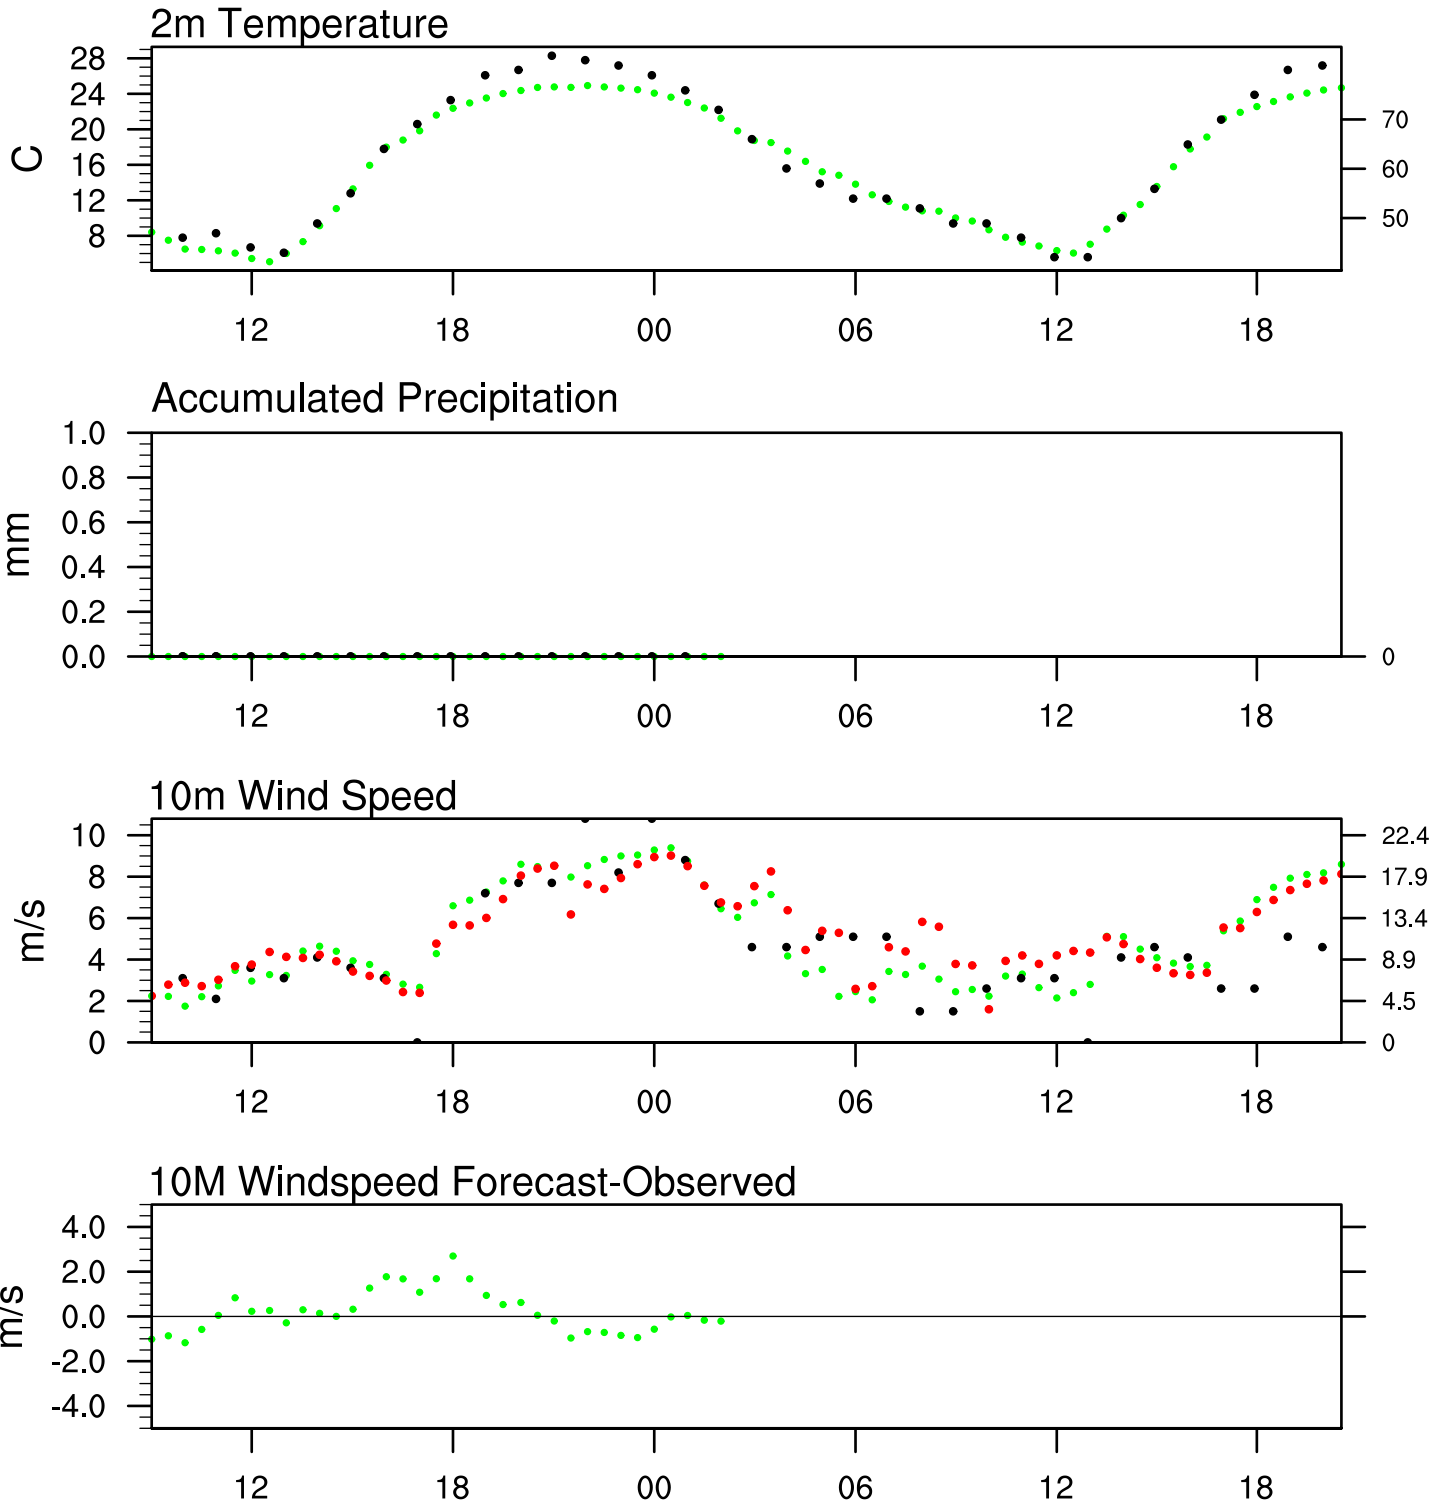 2m Temperature
28
24
20
16
12
8
C
70
60
50
12 18 00 06 12 18
Accumulated Precipitation
1.0
0.8
0.6
0.4
0.2
0.0
mm
0
12 18 00 06 12 18
10m Wind Speed
10
8
6
4
2
0
m/s
22.4
17.9
13.4
8.9
4.5
0
12 18 00 06 12 18
10M Windspeed Forecast-Observed
4.0
2.0
0.0
-2.0
-4.0
m/s
12 18 00 06 12 18